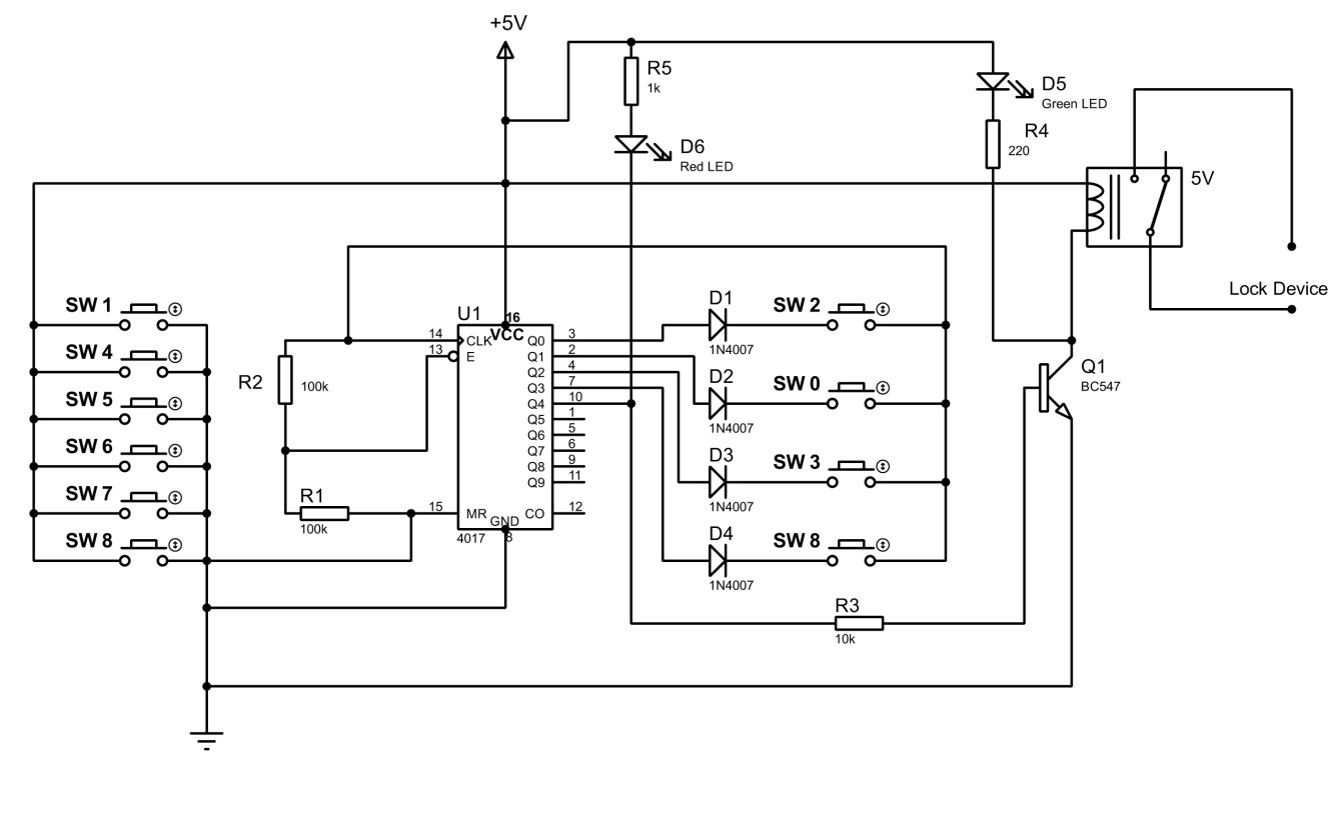 +5V
R5
1k
D5
Green LED
D6
Red LED
R4
220
5V
Lock Device
SW 1
SW 4
SW 5
SW 6
SW 7
SW 8
R2
100k
R1
100k
U1
16
VCC
14
CLK
13
E
15
MR
GND
8
4017
CO
12
Q0
3
Q1
2
Q2
4
Q3
7
Q4
10
Q5
1
Q6
5
Q7
6
Q8
9
Q9
11
D1
1N4007
SW 2
D2
1N4007
SW 0
D3
1N4007
SW 3
D4
1N4007
SW 8
R3
10k
Q1
BC547